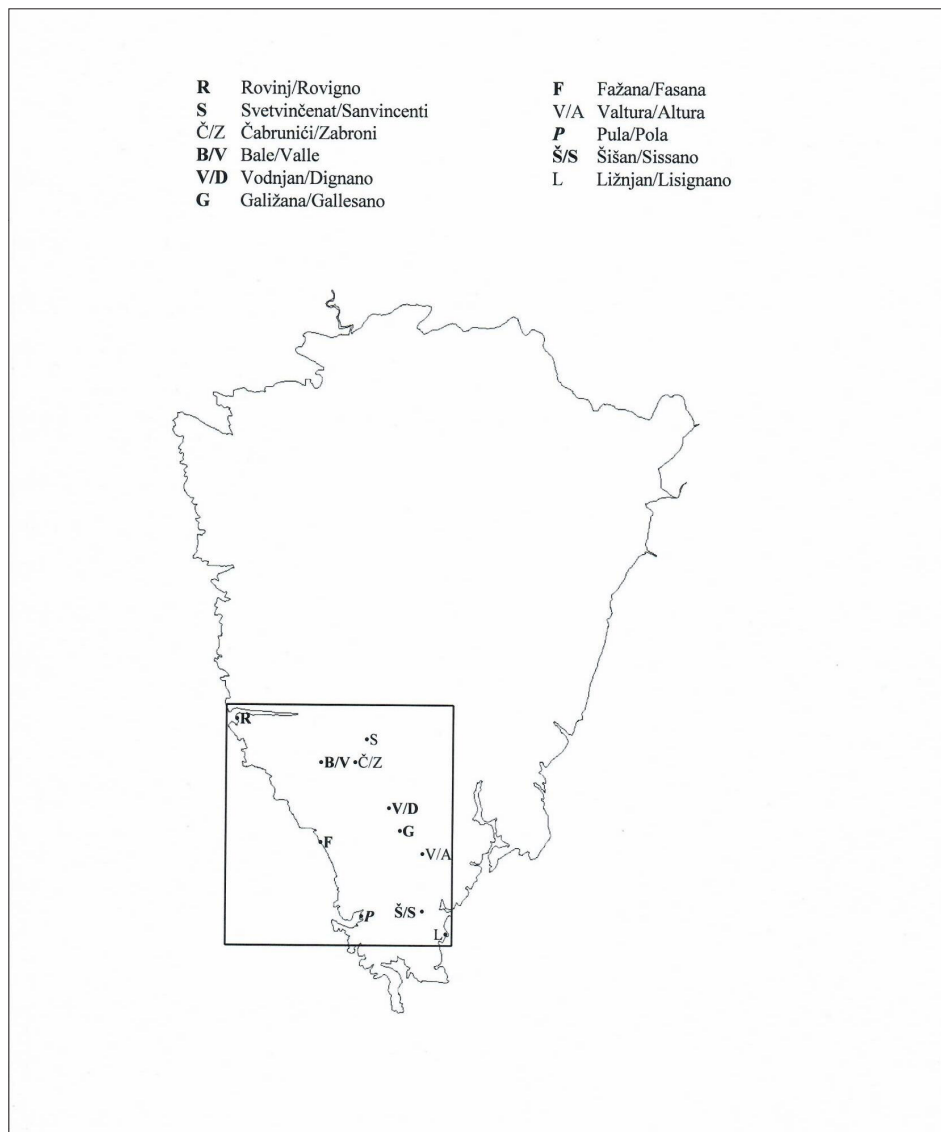 R Rovinj/Rovigno
S Svetvinčenat/Sanvincenti
Č/Z Čabrunići/Zabroni
B/V Bale/Valle
V/D Vodnjan/Dignano
G Galižana/Gallesano
F Fažana/Fasana
V/A Valtura/Altura
P Pula/Pola
Š/S Šišan/Sissano
L Ližnjan/Lisignano
R
S
B/V Č/Z
V/D
G
F
V/A
P Š/S
L